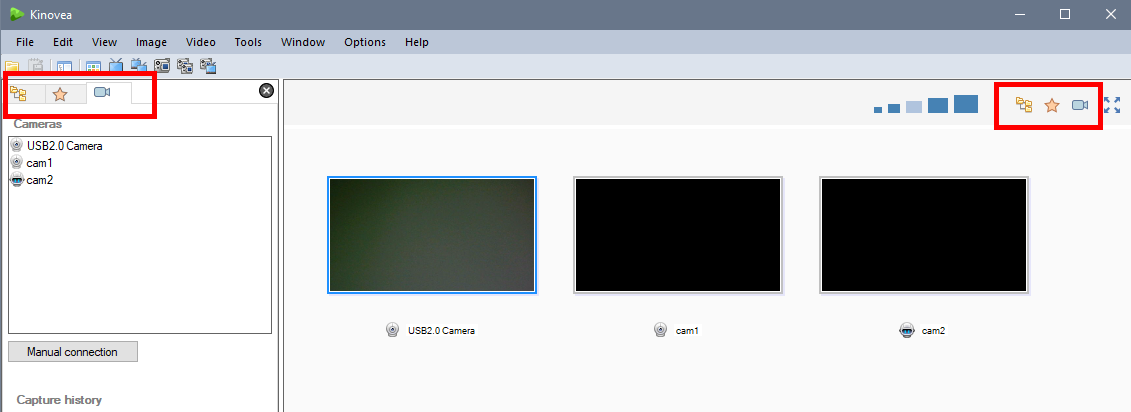 Kinovea
File Edit View Image Video Tools Window Options Help
Cameras
USB2.0 Camera
cam1
cam2
Manual connection
Capture history
USB2.0 Camera cam1 cam2